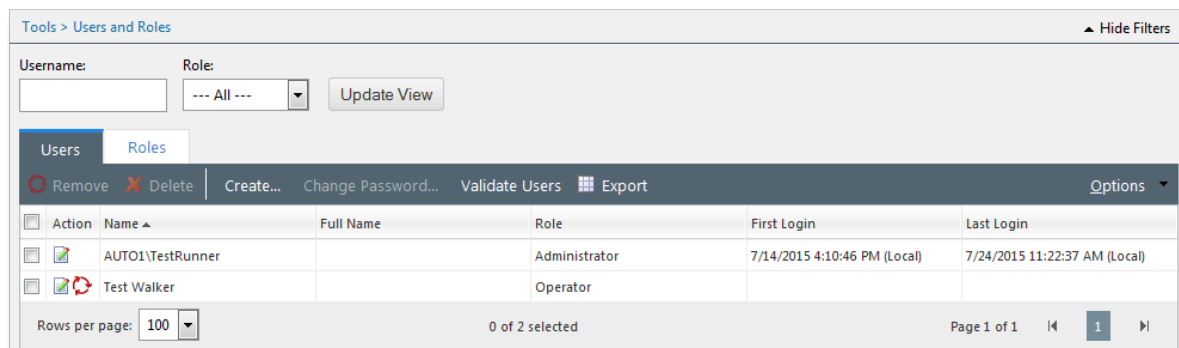 Tools > Users and Roles ▲ Hide Filters
Username: Role:
--- All --- Update View
Users Roles
Remove Delete Create... Change Password... Validate Users Export Options
Action Name Full Name Role First Login Last Login
AUTO1\TestRunner Administrator 7/14/2015 4:10:46 PM (Local) 7/24/2015 11:22:37 AM (Local)
Test Walker Operator
Rows per page: 100 0 of 2 selected Page 1 of 1 1